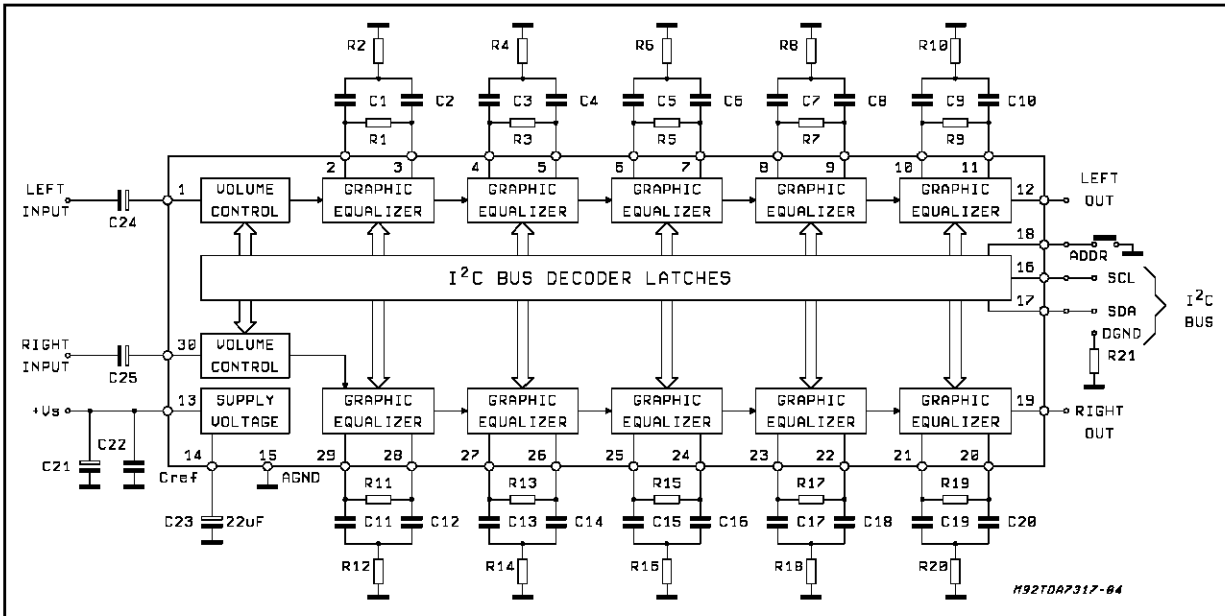 R2 R4 R6 R8 R10
C1 C2 C3 C4 C5 C6 C7 C8 C9 C10
R1 R3 R5 R7 R9
2 3 4 5 6 7 8 9 10 11
LEFT
INPUT
C24
1
VOLUME
CONTROL
GRAPHIC
EQUALIZER
GRAPHIC
EQUALIZER
GRAPHIC
EQUALIZER
GRAPHIC
EQUALIZER
GRAPHIC
EQUALIZER
12
LEFT
OUT
18
ADDR
I²C BUS DECODER LATCHES
16
SCL
17
SDA
DGND
I²C
BUS
R21
RIGHT
INPUT
C25
30
VOLUME
CONTROL
+Vs
13
SUPPLY
VOLTAGE
GRAPHIC
EQUALIZER
GRAPHIC
EQUALIZER
GRAPHIC
EQUALIZER
GRAPHIC
EQUALIZER
GRAPHIC
EQUALIZER
19
RIGHT
OUT
C21
C22
14 15 29 28 27 26 25 24 23 22 21 20
Cref
AGND
R11 R13 R15 R17 R19
C23
22uF
C11 C12 C13 C14 C15 C16 C17 C18 C19 C20
R12 R14 R16 R18 R20
M92TDA7317-04